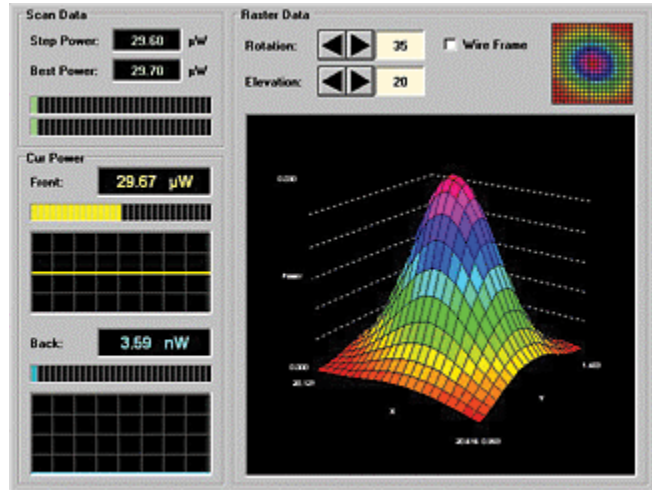 Scan Data
Step Power: 29.60 µW
Best Power: 29.70 µW
Cur Power
Front: 29.67 µW
Back: 3.59 nW
Raster Data
Rotation: 35
Wire Frame
Elevation: 20
Power
X
Y